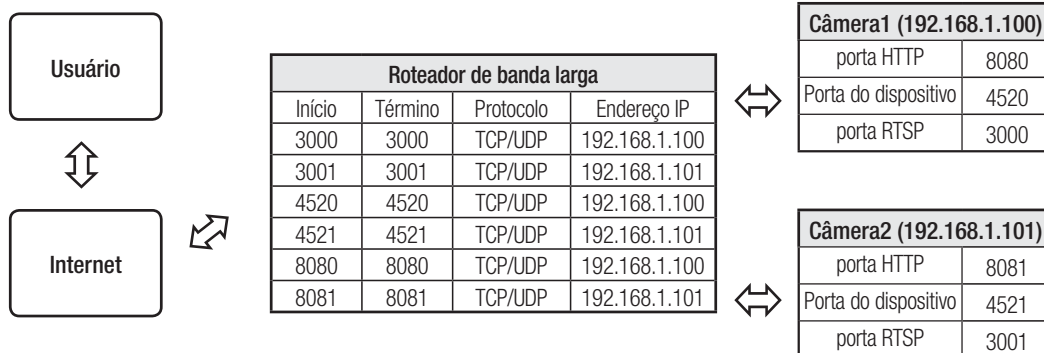 Usuário
Internet
Roteador de banda larga
Início Término Protocolo Endereço IP
3000 3000 TCP/UDP 192.168.1.100
3001 3001 TCP/UDP 192.168.1.101
4520 4520 TCP/UDP 192.168.1.100
4521 4521 TCP/UDP 192.168.1.101
8080 8080 TCP/UDP 192.168.1.100
8081 8081 TCP/UDP 192.168.1.101
Câmera1 (192.168.1.100)
porta HTTP 8080
Porta do dispositivo 4520
porta RTSP 3000
Câmera2 (192.168.1.101)
porta HTTP 8081
Porta do dispositivo 4521
porta RTSP 3001